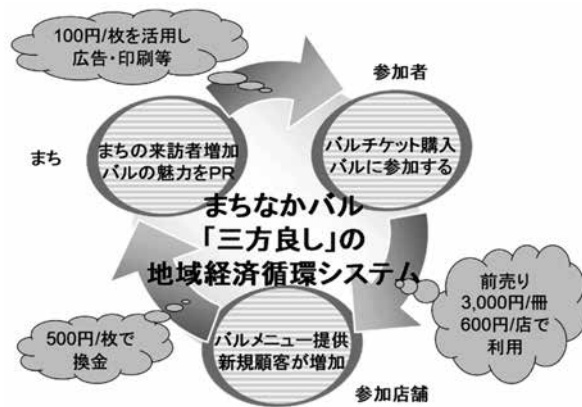 100円/枚を活用し
広告・印刷等
参加者
まち
まちの来訪者増加
バルの魅力をPR
バルチケット購入
バルに参加する
まちなかバル
「三方良し」の
地域経済循環システム
前売り
3,000円/冊
600円/店で
利用
500円/枚で
換金
バルメニュー提供
新規顧客が増加
参加店舗